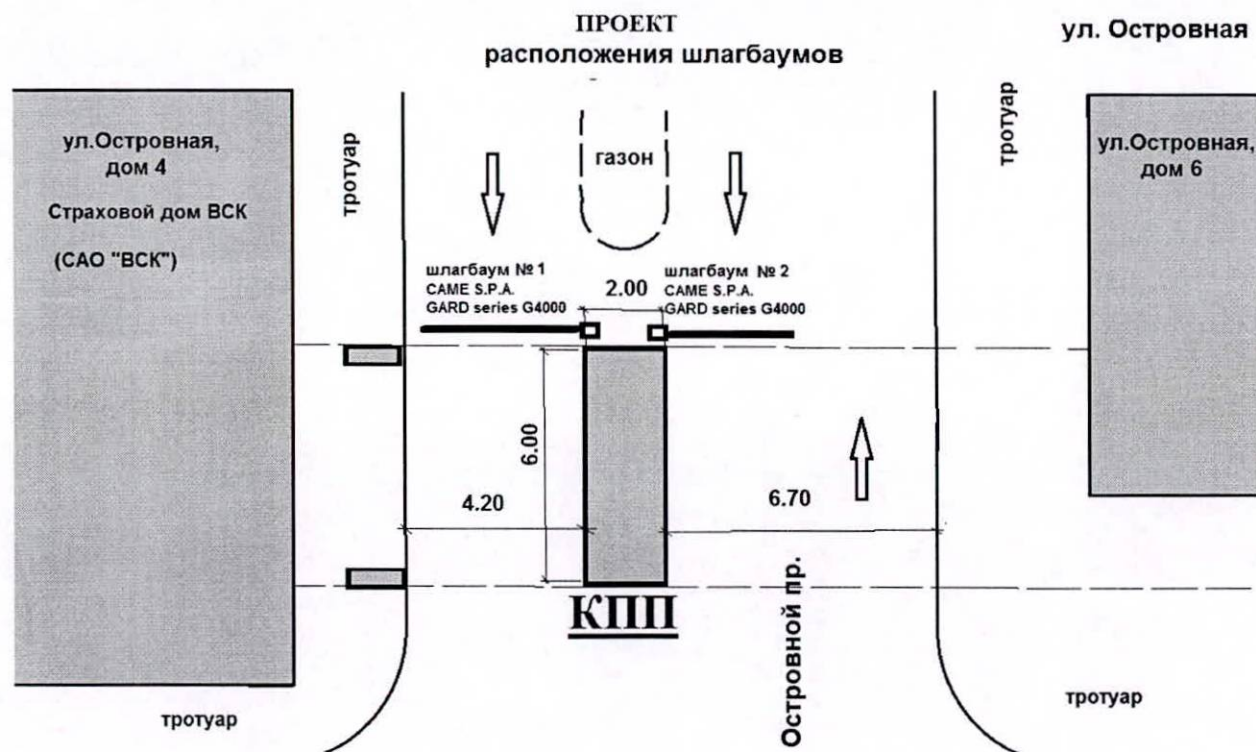 ПРОЕКТ
расположения шлагбаумов
ул. Островная
ул.Островная,
дом 4
Страховой дом ВСК
(САО "ВСК")
тротуар
газон
тротуар
ул.Островная,
дом 6
шлагбаум № 1
CAME S.P.A.
GARD series G4000
2.00
шлагбаум № 2
CAME S.P.A.
GARD series G4000
6.00
4.20
6.70
КПП
Островной пр.
тротуар
тротуар